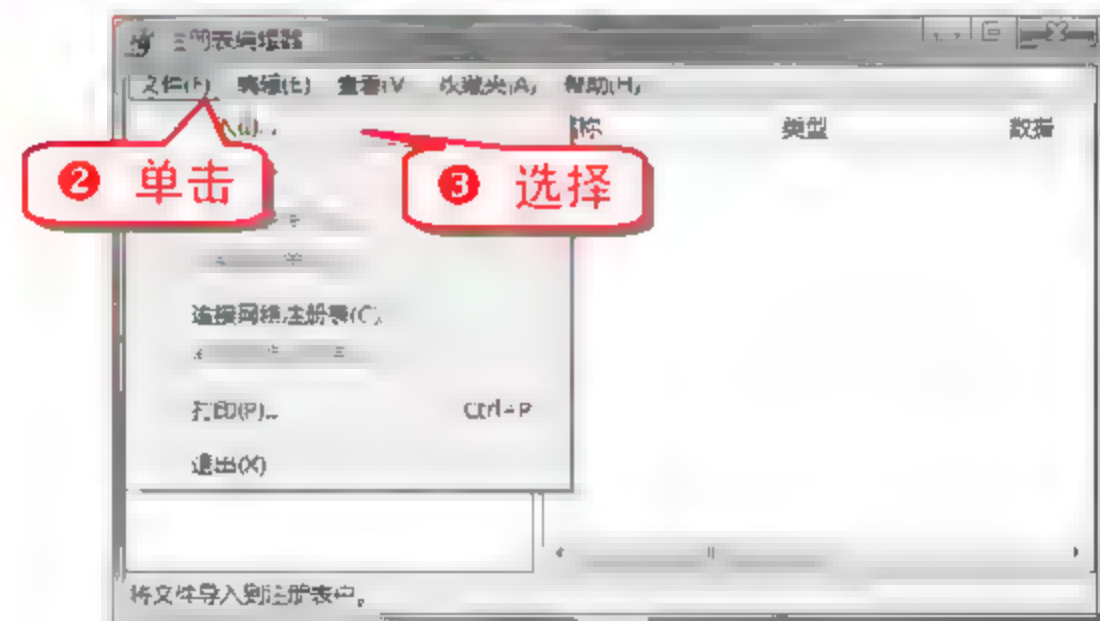 注册表编辑器
文件(F) 编辑(E) 查看(V) 收藏夹(A) 帮助(H)
入(I)...
类型 数据
❷ 单击
❸ 选择
连接网络注册表(C)...
打印(P)... Ctrl+P
退出(X)
将文件导入到注册表中。